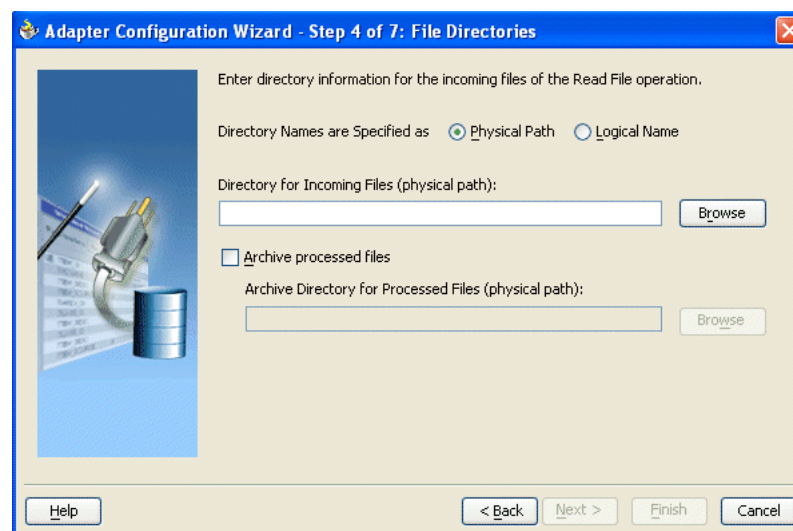 Adapter Configuration Wizard - Step 4 of 7: File Directories
Enter directory information for the incoming files of the Read File operation.
Directory Names are Specified as Physical Path Logical Name
Directory for Incoming Files (physical path):
Browse
Archive processed files
Archive Directory for Processed Files (physical path):
Browse
Help < Back Next > Finish Cancel